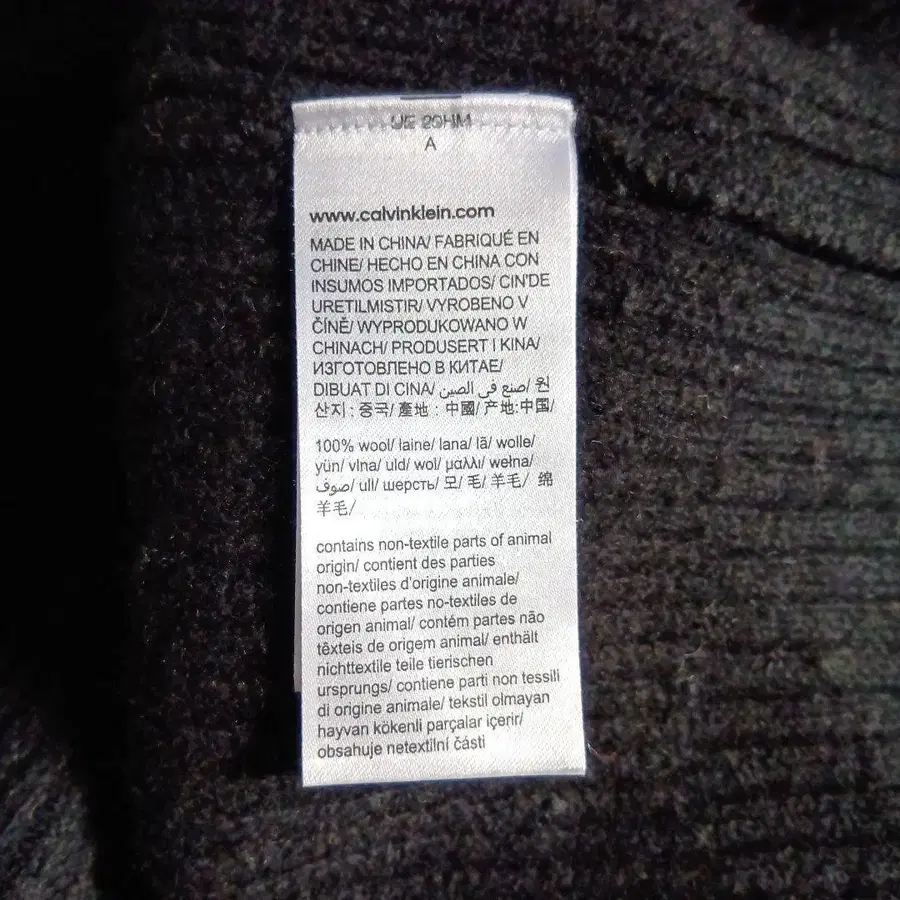 A
www.calvinklein.com
MADE IN CHINA/ FABRIQUÉ EN
CHINE/ HECHO EN CHINA CON
INSUMOS IMPORTADOS/ CIN'DE
URETILMISTIR/ VYROBENO V
ČÍNĚ/ WYPRODUKOWANO W
CHINACH/ PRODUSERT I KINA/
ИЗГОТОВЛЕНО В КИТАЕ/
DIBUAT DI CINA/ صنع في الصين/ 원
산지 : 중국/ 產地 : 中國/ 产地:中国/
100% wool/ laine/ lana/ lã/ wolle/
yün/ vlna/ uld/ wol/ μαλλι/ wełna/
صوف/ ull/ шерсть/ 모/ 毛/ 羊毛/ 绵
羊毛/
contains non-textile parts of animal
origin/ contient des parties
non-textiles d'origine animale/
contiene partes no-textiles de
origen animal/ contém partes não
têxteis de origem animal/ enthält
nichttextile teile tierischen
ursprungs/ contiene parti non tessili
di origine animale/ tekstil olmayan
hayvan kökenli parçalar içerir/
obsahuje netextilní části